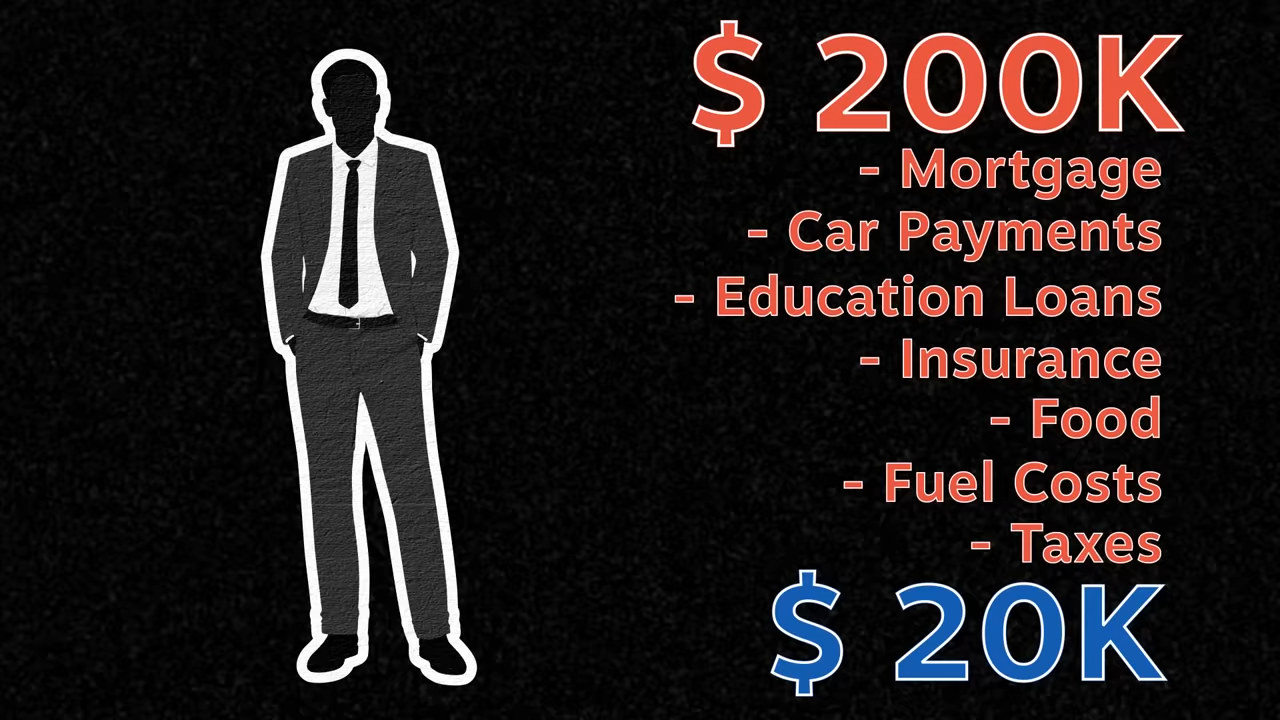 $ 200K
- Mortgage
- Car Payments
- Education Loans
- Insurance
- Food
- Fuel Costs
- Taxes
$ 20K